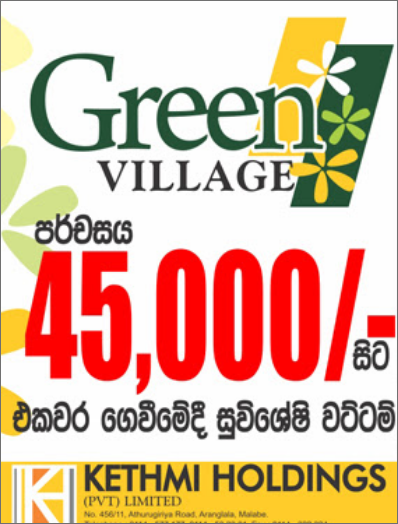 Green
VILLAGE
පර්චසය
45,000/-
සිට
එකවර ගෙවීමේදී සුවිශේෂි වට්ටම්
KH
KETHMI HOLDINGS
(PVT) LIMITED
No. 456/11, Athurugiriya Road, Aranglala, Malabe.